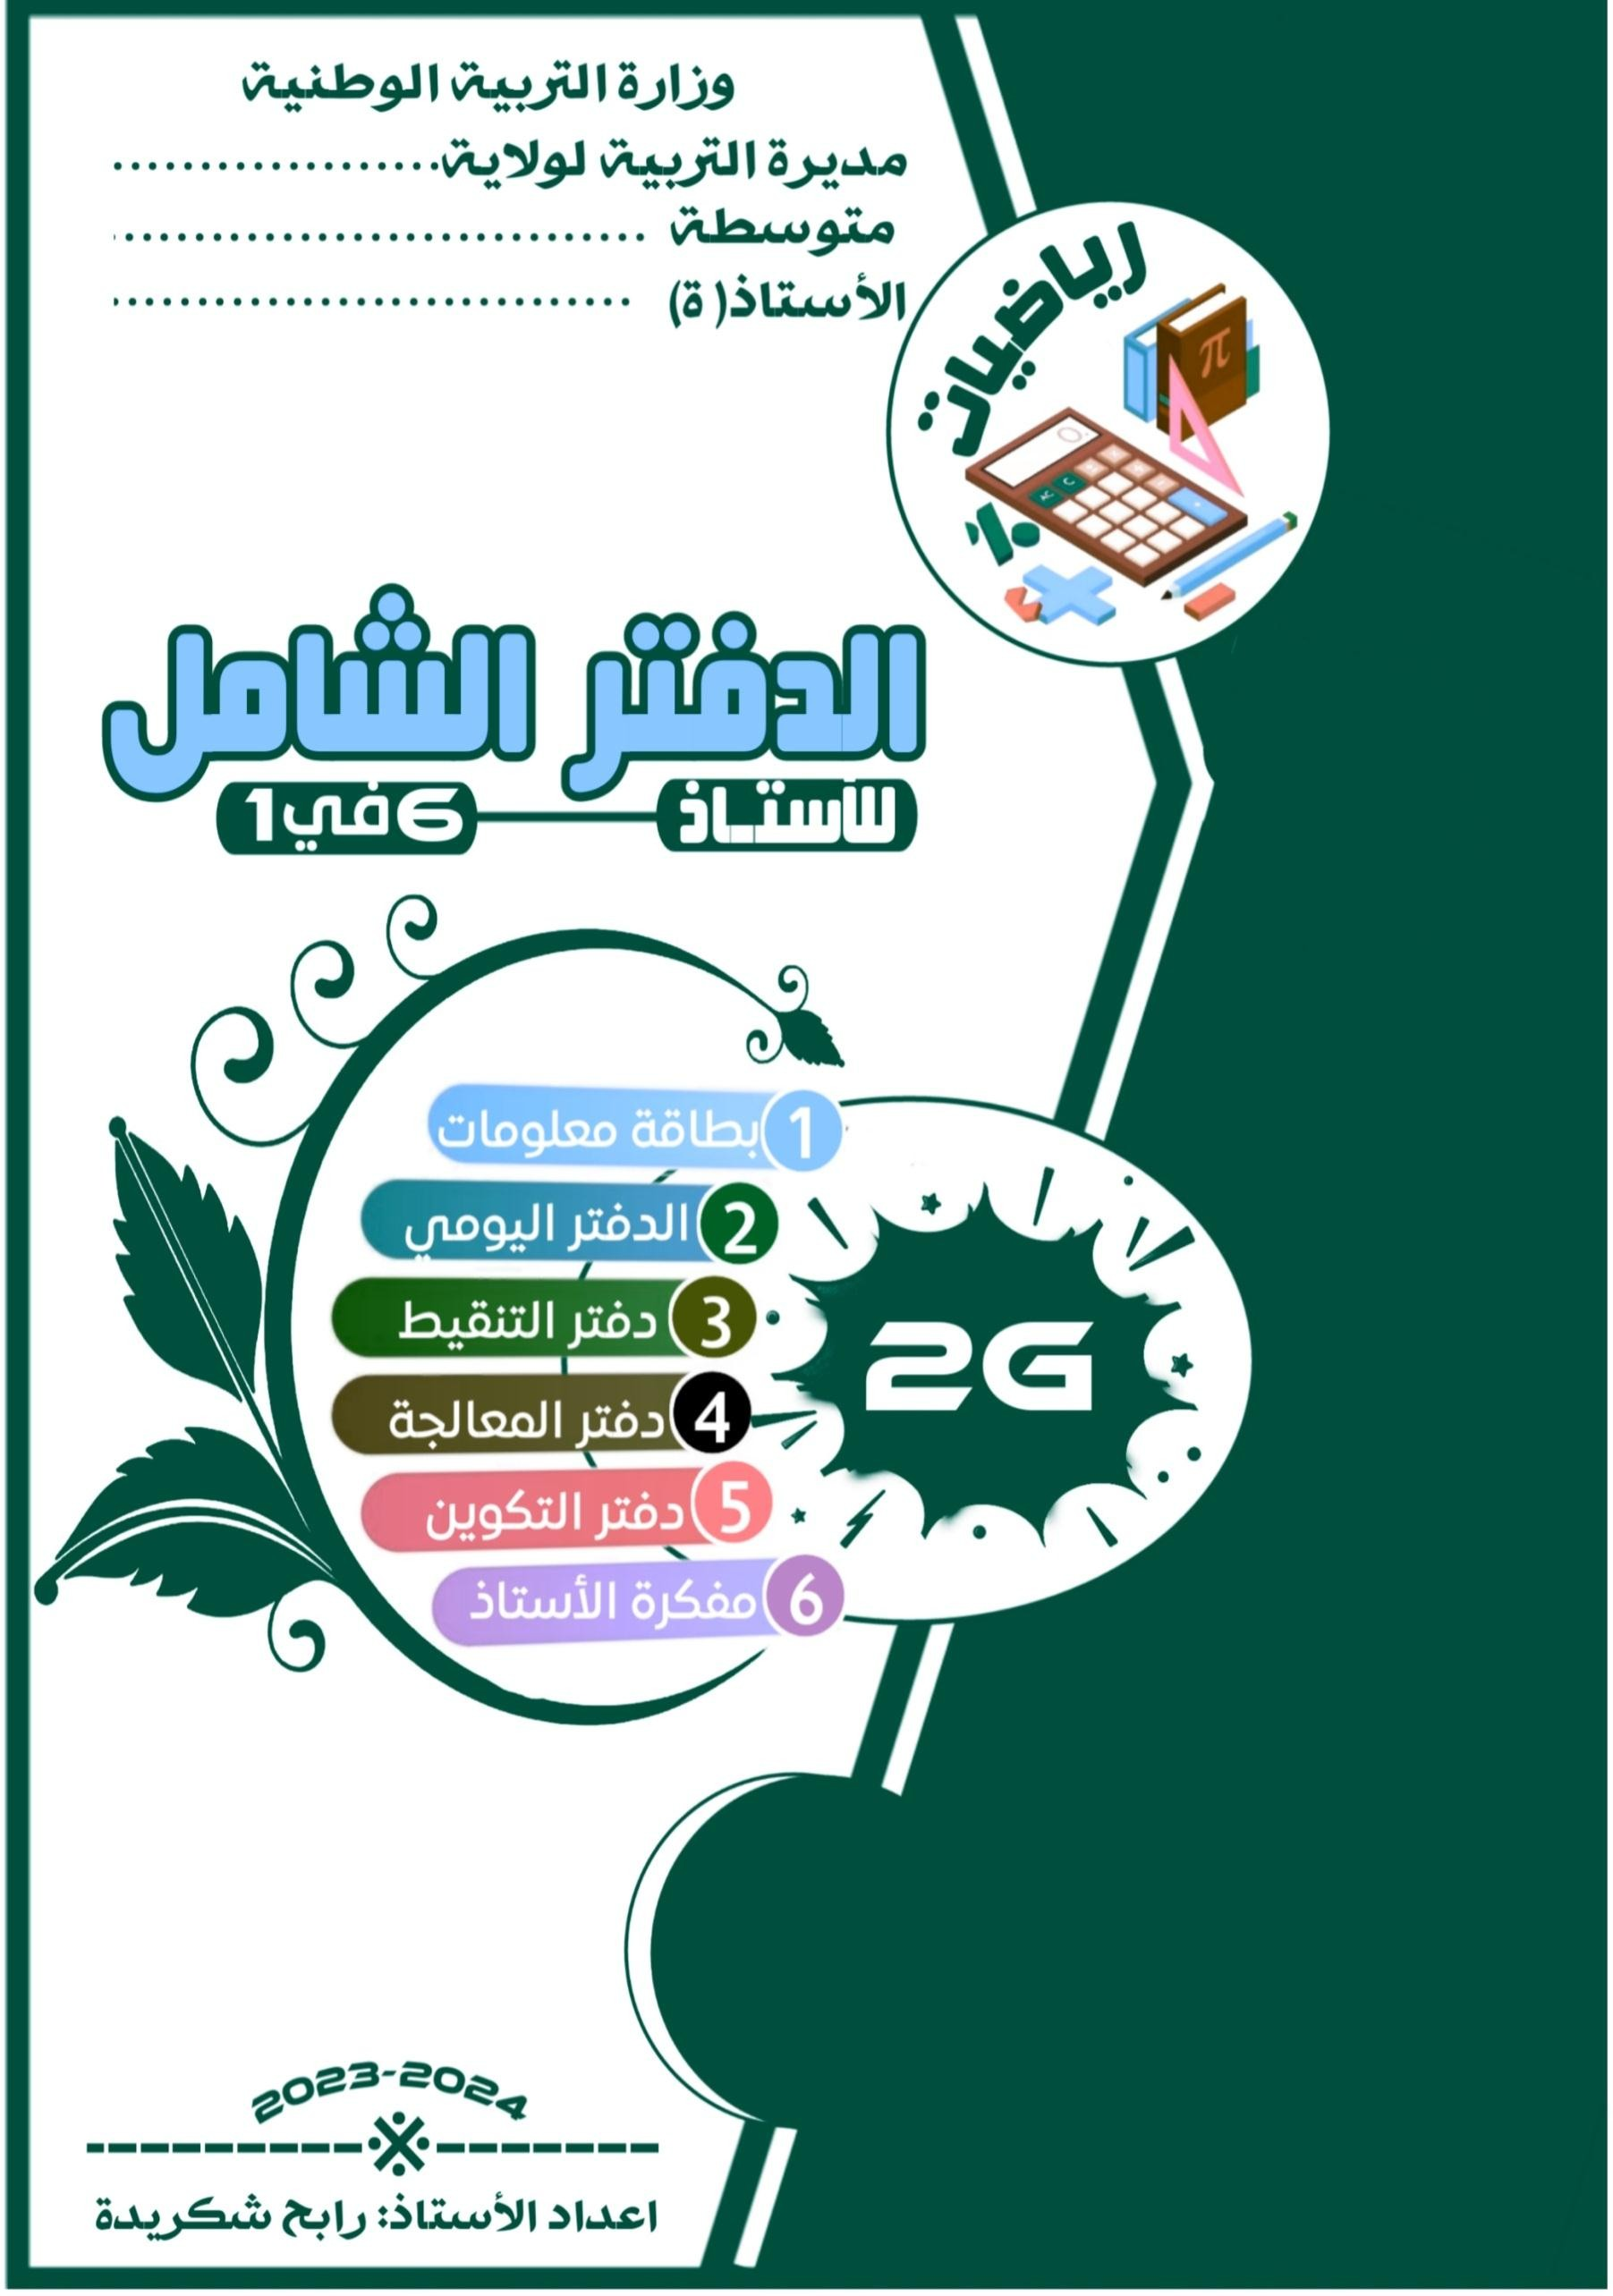 وزارة التربية الوطنية
مديرة التربية لولاية...................
متوسطة ..............................
الأستاذ(ة) ..............................
رياضيات
π
AC C
الدفتر الشامل
للأستاذ 6 في 1
1 بطاقة معلومات
2 الدفتر اليومي
3 دفتر التنقيط
4 دفتر المعالجة
5 دفتر التكوين
6 مفكرة الأستاذ
2G
2023-2024
اعداد الأستاذ: رابح شكريدة